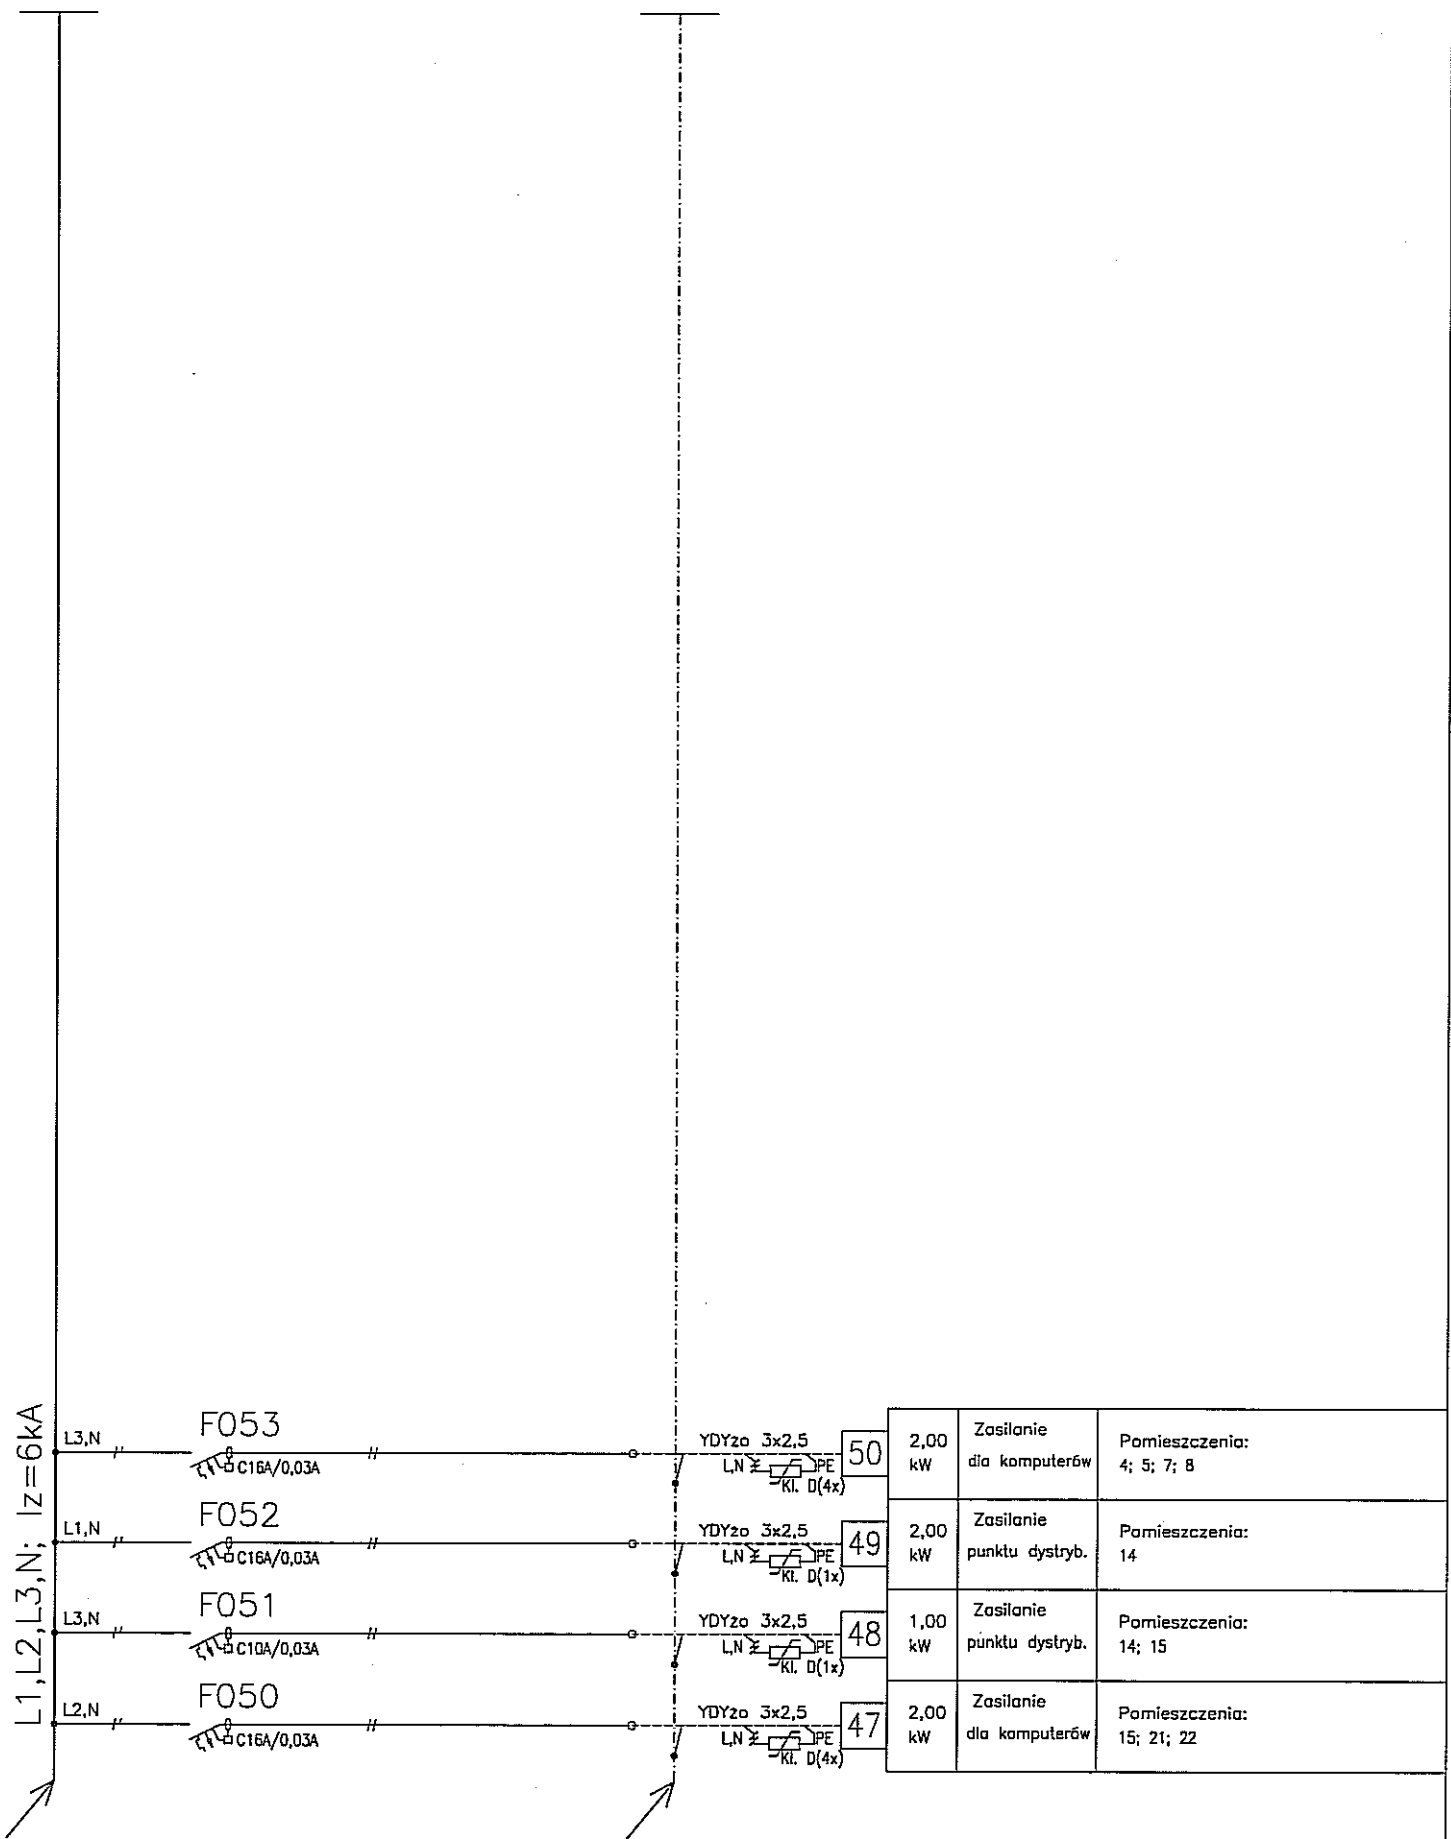 L1,L2,L3,N; Iz=6kA
L3,N
F053
C16A/0,03A
YDYżo 3x2,5
L,N
PE
Kl. D(4x)
50
2,00
kW
Zasilanie
dla komputerów
Pomieszczenia:
4; 5; 7; 8
L1,N
F052
C16A/0,03A
YDYżo 3x2,5
L,N
PE
Kl. D(1x)
49
2,00
kW
Zasilanie
punktu dystryb.
Pomieszczenia:
14
L3,N
F051
C10A/0,03A
YDYżo 3x2,5
L,N
PE
Kl. D(1x)
48
1,00
kW
Zasilanie
punktu dystryb.
Pomieszczenia:
14; 15
L2,N
F050
C16A/0,03A
YDYżo 3x2,5
L,N
PE
Kl. D(4x)
47
2,00
kW
Zasilanie
dla komputerów
Pomieszczenia:
15; 21; 22